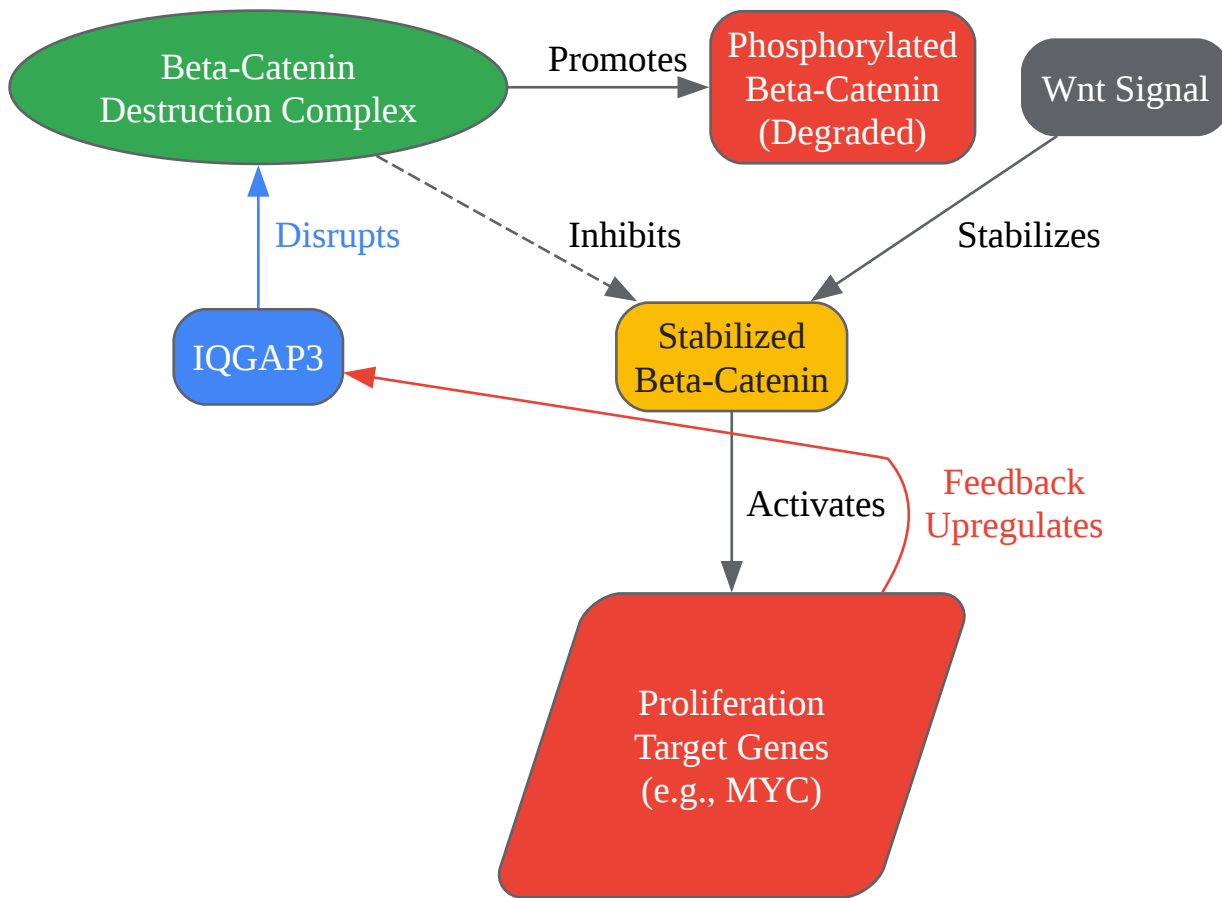 Beta-Catenin
Destruction Complex
Promotes
Phosphorylated
Beta-Catenin
(Degraded)
Wnt Signal
Disrupts
Inhibits
Stabilizes
IQGAP3
Stabilized
Beta-Catenin
Activates
Feedback
Upregulates
Proliferation
Target Genes
(e.g., MYC)